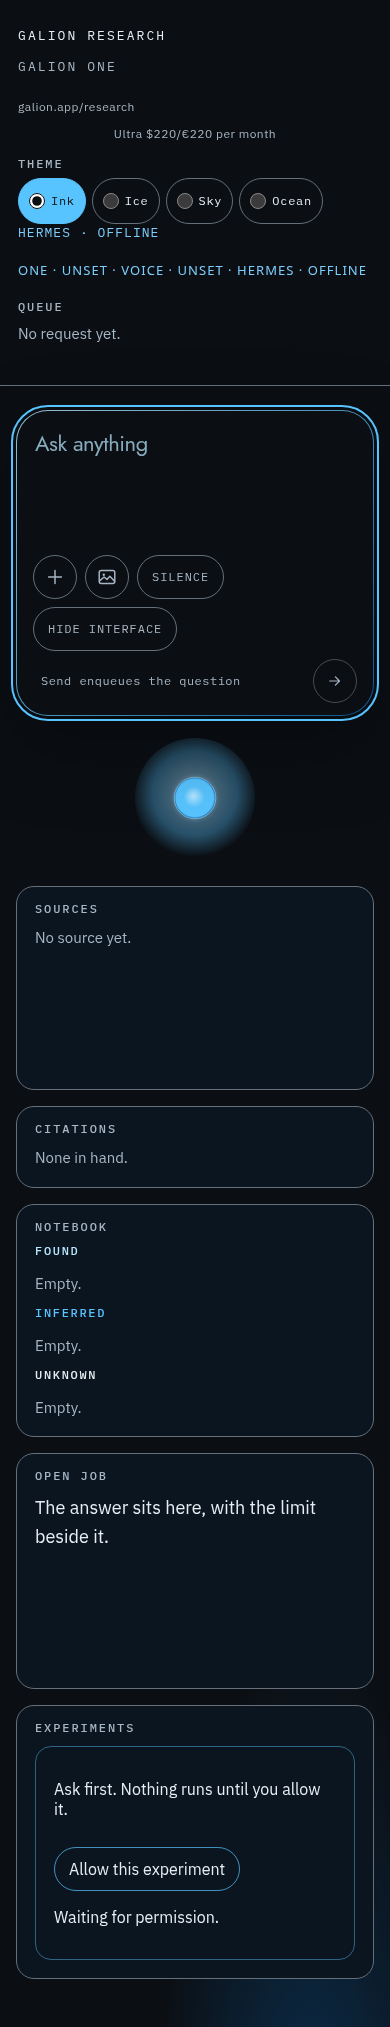 GALION RESEARCH
GALION ONE
galion.app/research
Ultra $220/€220 per month
THEME
Ink
Ice
Sky
Ocean
HERMES · OFFLINE
ONE · UNSET · VOICE · UNSET · HERMES · OFFLINE
QUEUE
No request yet.
Ask anything
SILENCE
HIDE INTERFACE
Send enqueues the question
SOURCES
No source yet.
CITATIONS
None in hand.
NOTEBOOK
FOUND
Empty.
INFERRED
Empty.
UNKNOWN
Empty.
OPEN JOB
The answer sits here, with the limit
beside it.
EXPERIMENTS
Ask first. Nothing runs until you allow
it.
Allow this experiment
Waiting for permission.